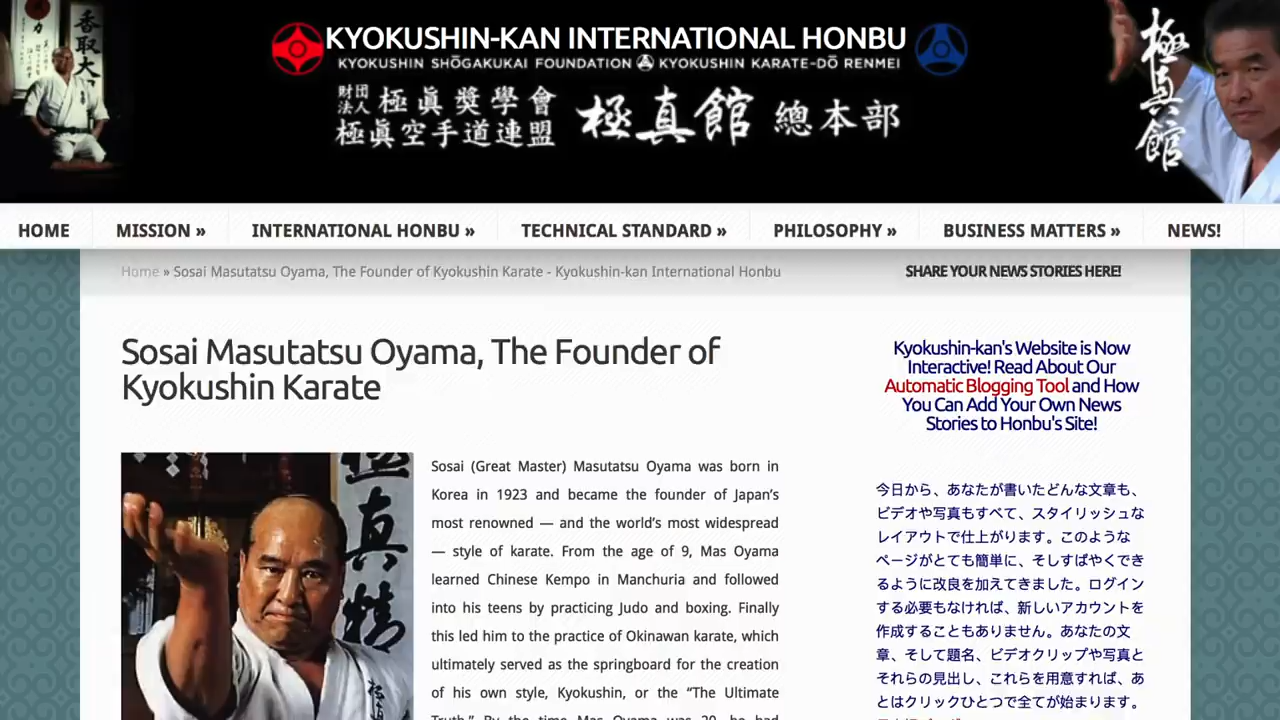 KYOKUSHIN-KAN INTERNATIONAL HONBU
KYOKUSHIN SHŌGAKUKAI FOUNDATION KYOKUSHIN KARATE-DŌ RENMEI
財団法人 極眞奬學會
極眞空手道連盟
極真館 總本部
極真館
HOME MISSION » INTERNATIONAL HONBU » TECHNICAL STANDARD » PHILOSOPHY » BUSINESS MATTERS » NEWS!
Home » Sosai Masutatsu Oyama, The Founder of Kyokushin Karate - Kyokushin-kan International Honbu
SHARE YOUR NEWS STORIES HERE!
Sosai Masutatsu Oyama, The Founder of
Kyokushin Karate
Sosai (Great Master) Masutatsu Oyama was born in
Korea in 1923 and became the founder of Japan's
most renowned — and the world's most widespread
— style of karate. From the age of 9, Mas Oyama
learned Chinese Kempo in Manchuria and followed
into his teens by practicing Judo and boxing. Finally
this led him to the practice of Okinawan karate, which
ultimately served as the springboard for the creation
of his own style, Kyokushin, or the “The Ultimate
Truth.” By the time Mas Oyama was 20, he had
Kyokushin-kan's Website is Now
Interactive! Read About Our
Automatic Blogging Tool and How
You Can Add Your Own News
Stories to Honbu's Site!
今日から、あなたが書いたどんな文章も、
ビデオや写真もすべて、スタイリッシュな
レイアウトで仕上がります。このような
ページがとても簡単に、そしすばやくでき
るように改良を加えてきました。ログイン
する必要もなければ、新しいアカウントを
作成することもありません。あなたの文
章、そして題名、ビデオクリップや写真と
それらの見出し、これらを用意すれば、あ
とはクリックひとつで全てが始まります。